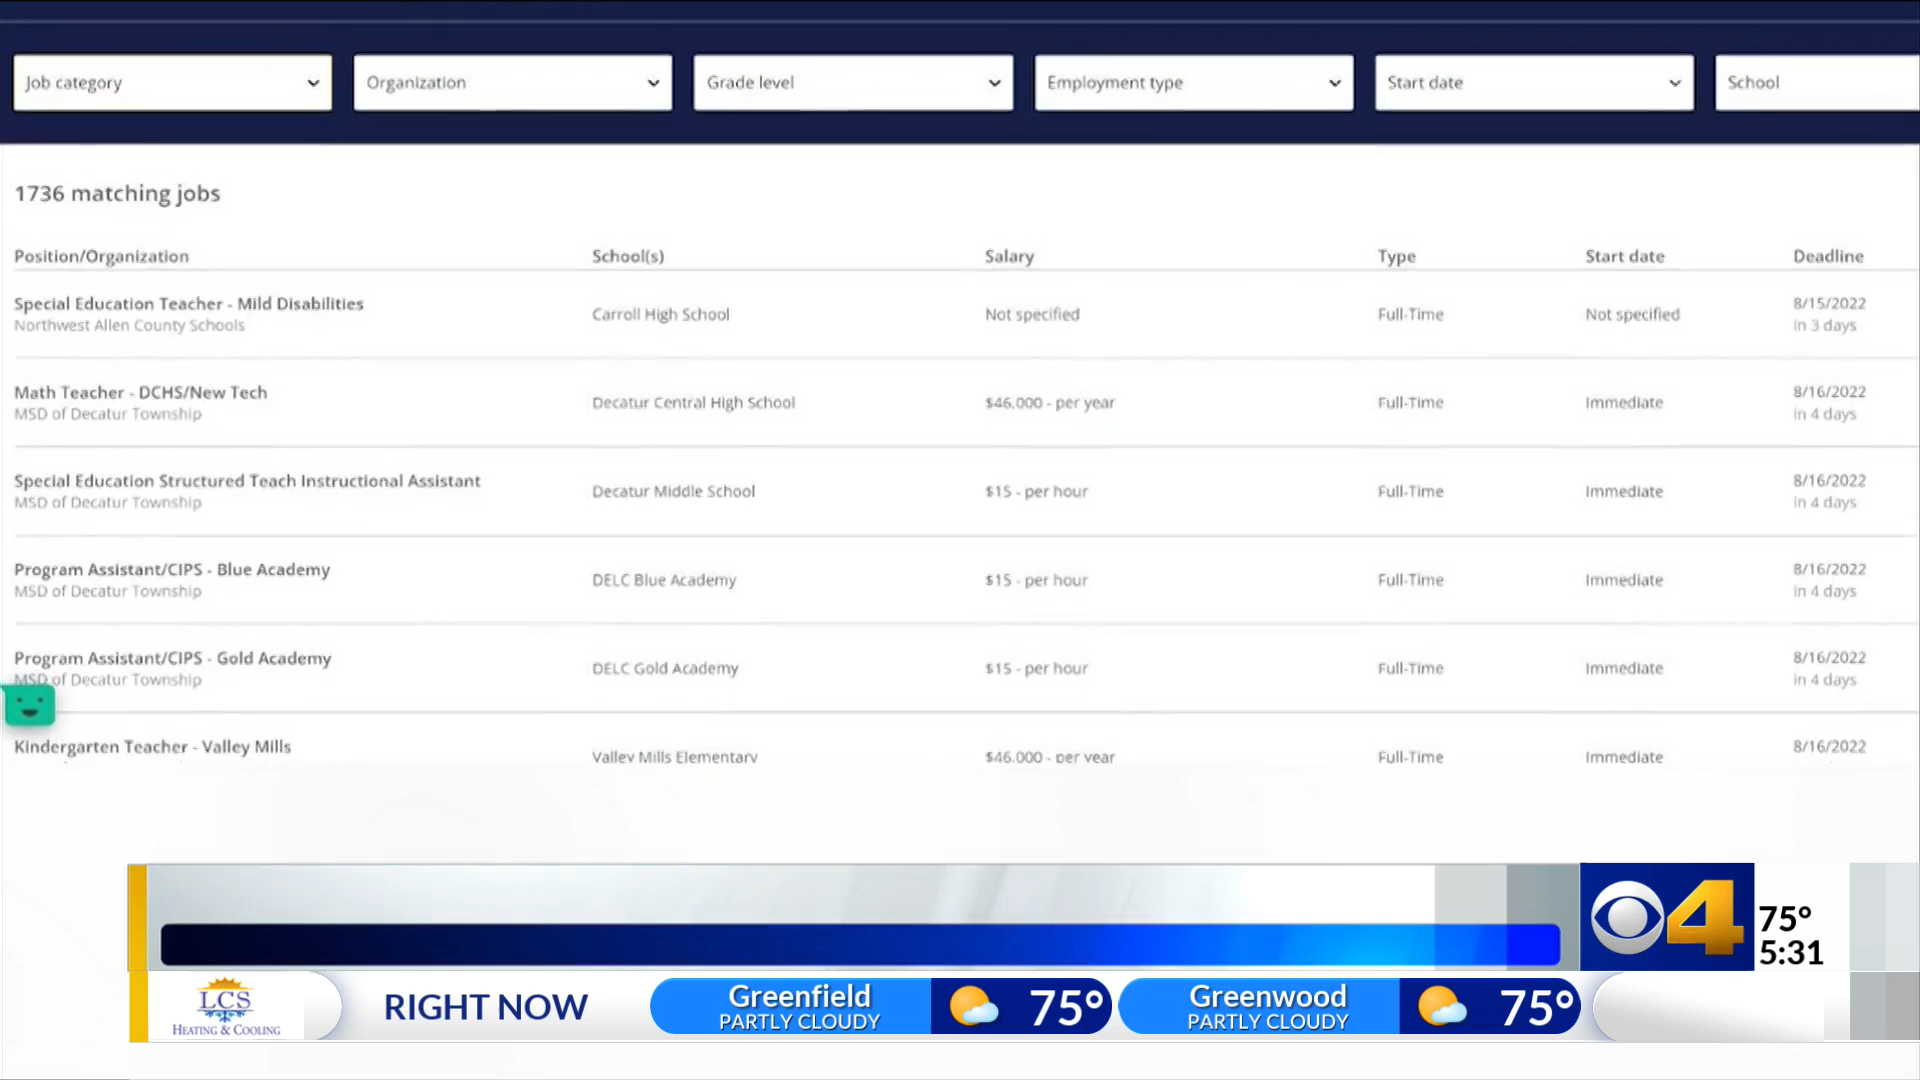 Job category
Organization
Grade level
Employment type
Start date
School
1736 matching jobs
Position/Organization School(s) Salary Type Start date Deadline
Special Education Teacher - Mild Disabilities
Northwest Allen County Schools
Carroll High School
Not specified
Full-Time
Not specified
8/15/2022
in 3 days
Math Teacher - DCHS/New Tech
MSD of Decatur Township
Decatur Central High School
$46,000 - per year
Full-Time
Immediate
8/16/2022
in 4 days
Special Education Structured Teach Instructional Assistant
MSD of Decatur Township
Decatur Middle School
$15 - per hour
Full-Time
Immediate
8/16/2022
in 4 days
Program Assistant/CIPS - Blue Academy
MSD of Decatur Township
DELC Blue Academy
$15 - per hour
Full-Time
Immediate
8/16/2022
in 4 days
Program Assistant/CIPS - Gold Academy
MSD of Decatur Township
DELC Gold Academy
$15 - per hour
Full-Time
Immediate
8/16/2022
in 4 days
Kindergarten Teacher - Valley Mills
Valley Mills Elementary
$46,000 - per year
Full-Time
Immediate
8/16/2022
4
75°
5:31
LCS
HEATING & COOLING
RIGHT NOW
Greenfield
PARTLY CLOUDY
75°
Greenwood
PARTLY CLOUDY
75°